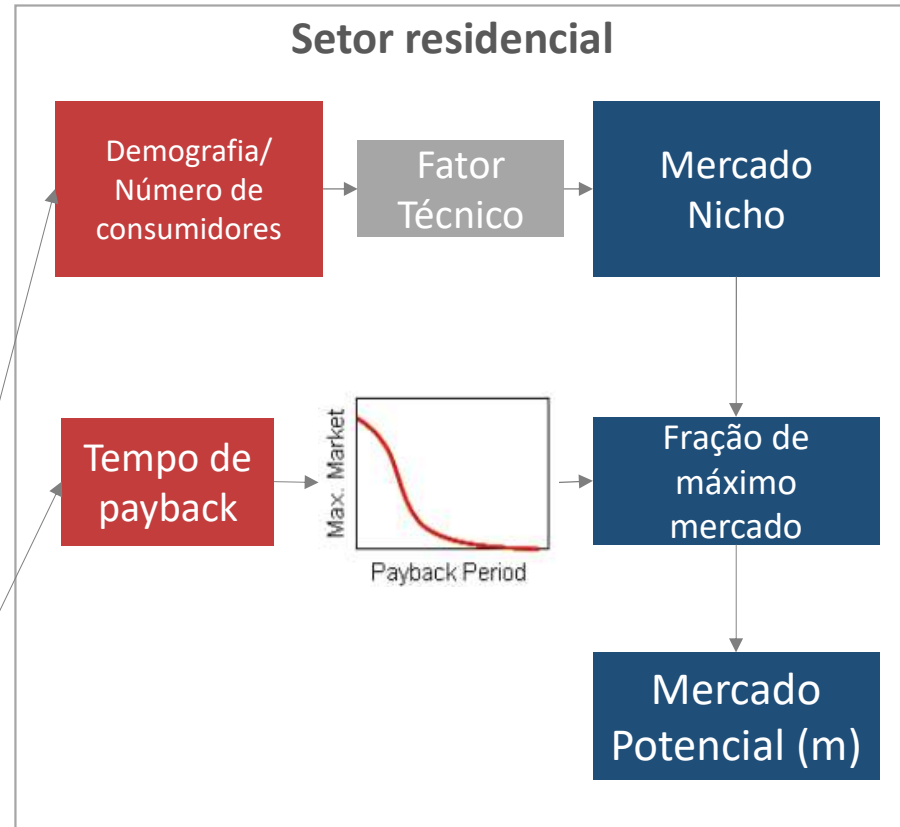 Setor residencial
Demografia/
Número de
consumidores
Fator
Técnico
Mercado
Nicho
Tempo de
payback
Max. Market
Payback Period
Fração de
máximo
mercado
Mercado
Potencial (m)